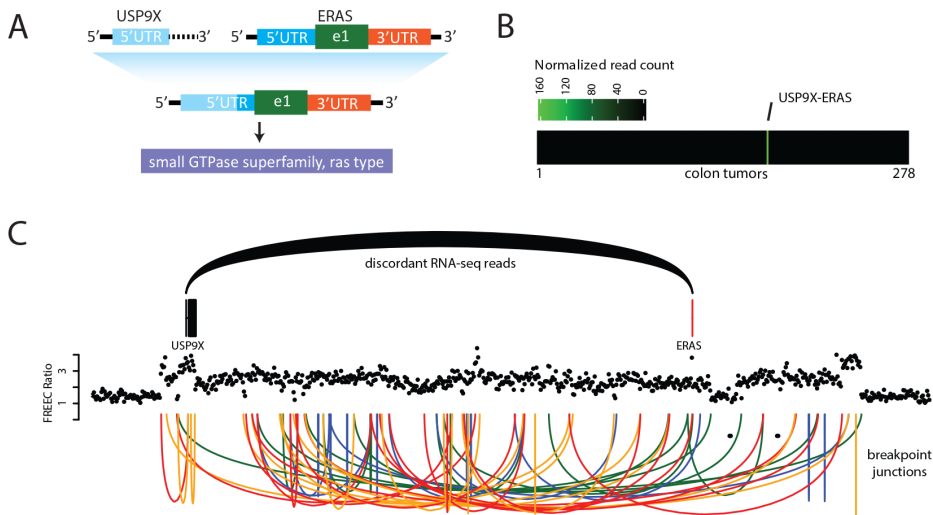 A
USP9X
ERAS
5' 5'UTR 3'
5' 5'UTR e1 3'UTR 3'
5' 5'UTR e1 3'UTR 3'
small GTPase superfamily, ras type
B
Normalized read count
160 120 80 40 0
USP9X-ERAS
1 colon tumors 278
C
discordant RNA-seq reads
USP9X
ERAS
FREEC Ratio
3
1
breakpoint
junctions